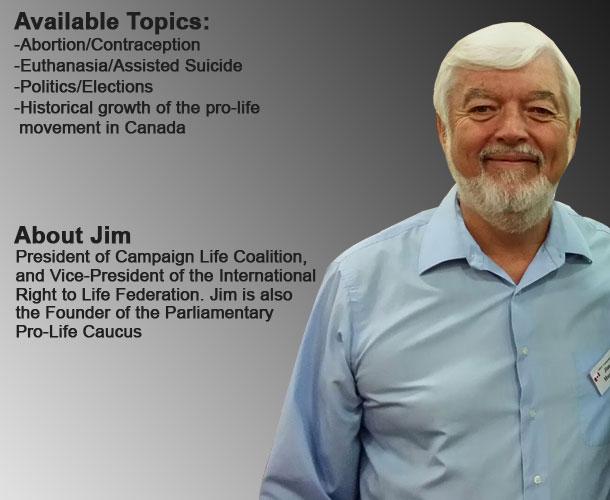 Available Topics:
-Abortion/Contraception
-Euthanasia/Assisted Suicide
-Politics/Elections
-Historical growth of the pro-life
movement in Canada
About Jim
President of Campaign Life Coalition,
and Vice-President of the International
Right to Life Federation. Jim is also
the Founder of the Parliamentary
Pro-Life Caucus